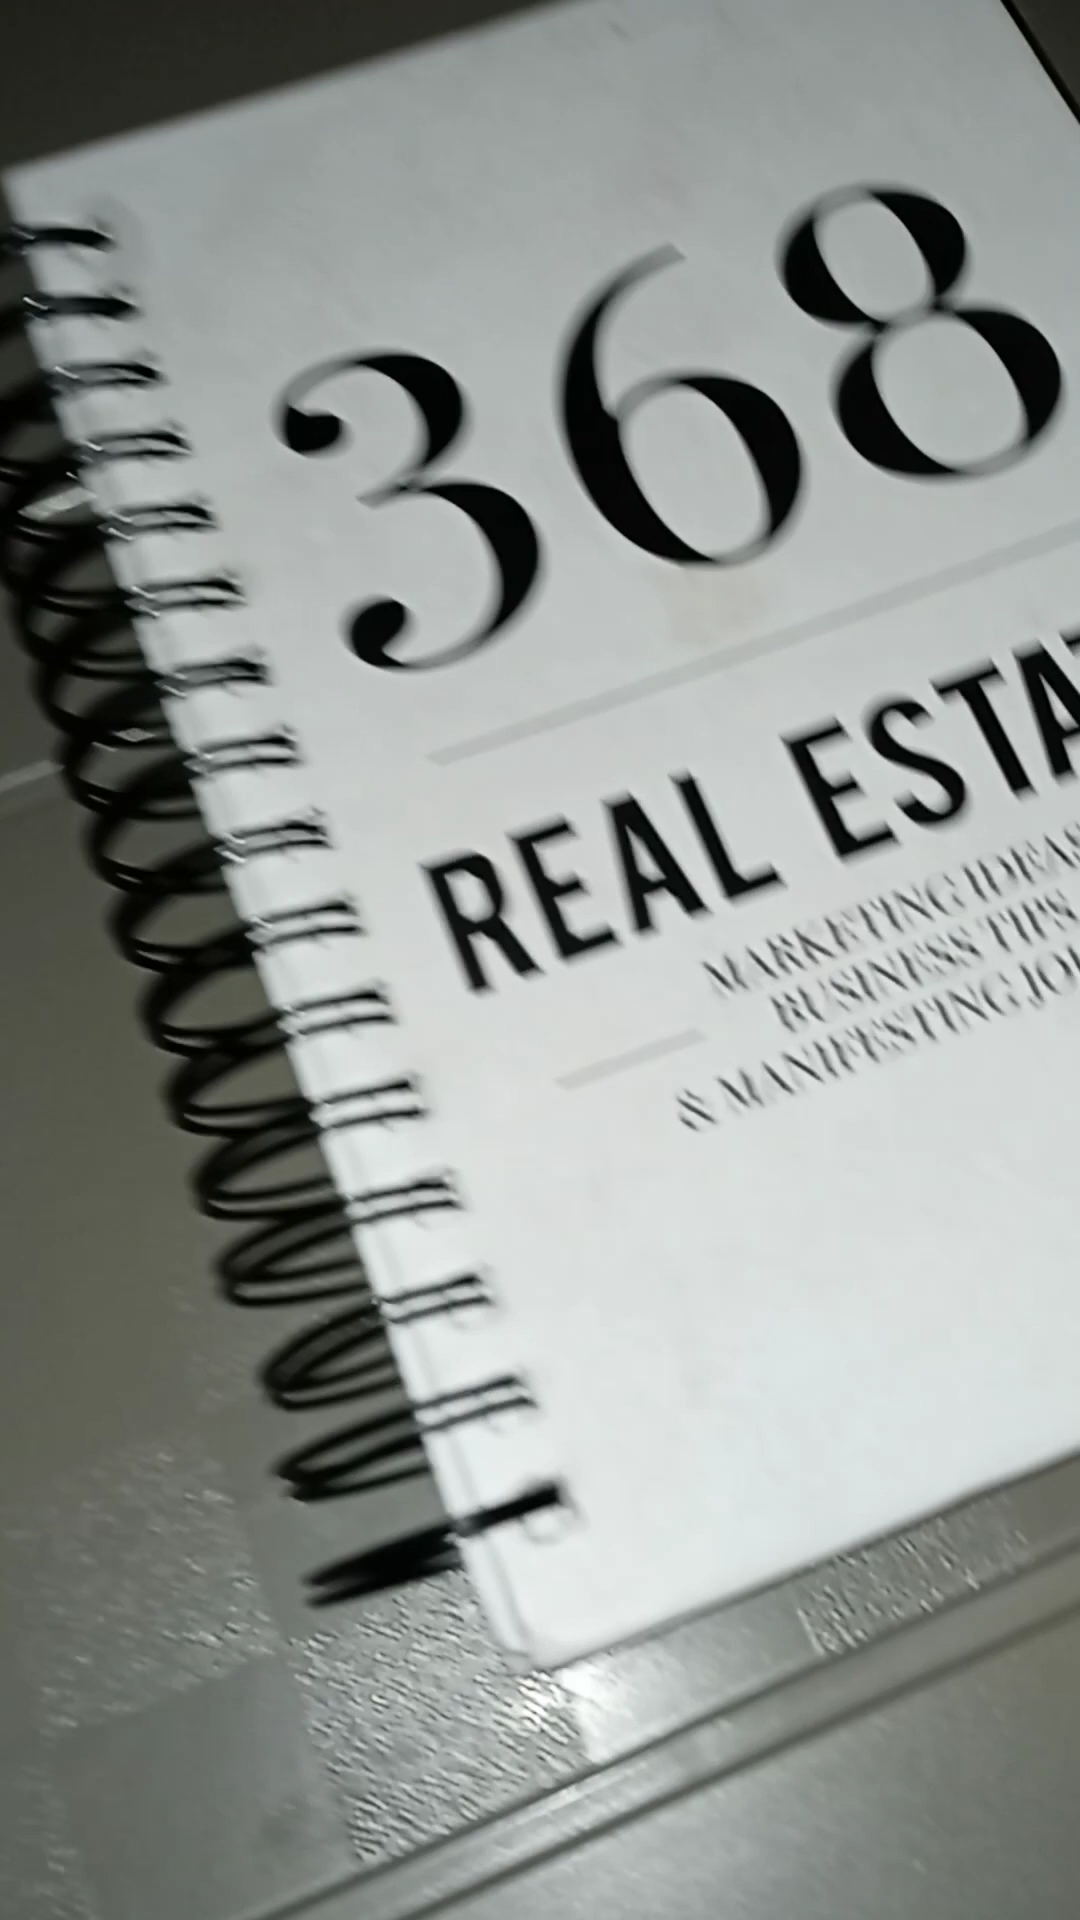 368
REAL ESTA
MARKETING IDEAS
BUSINESS TIPS
& MANIFESTING JO